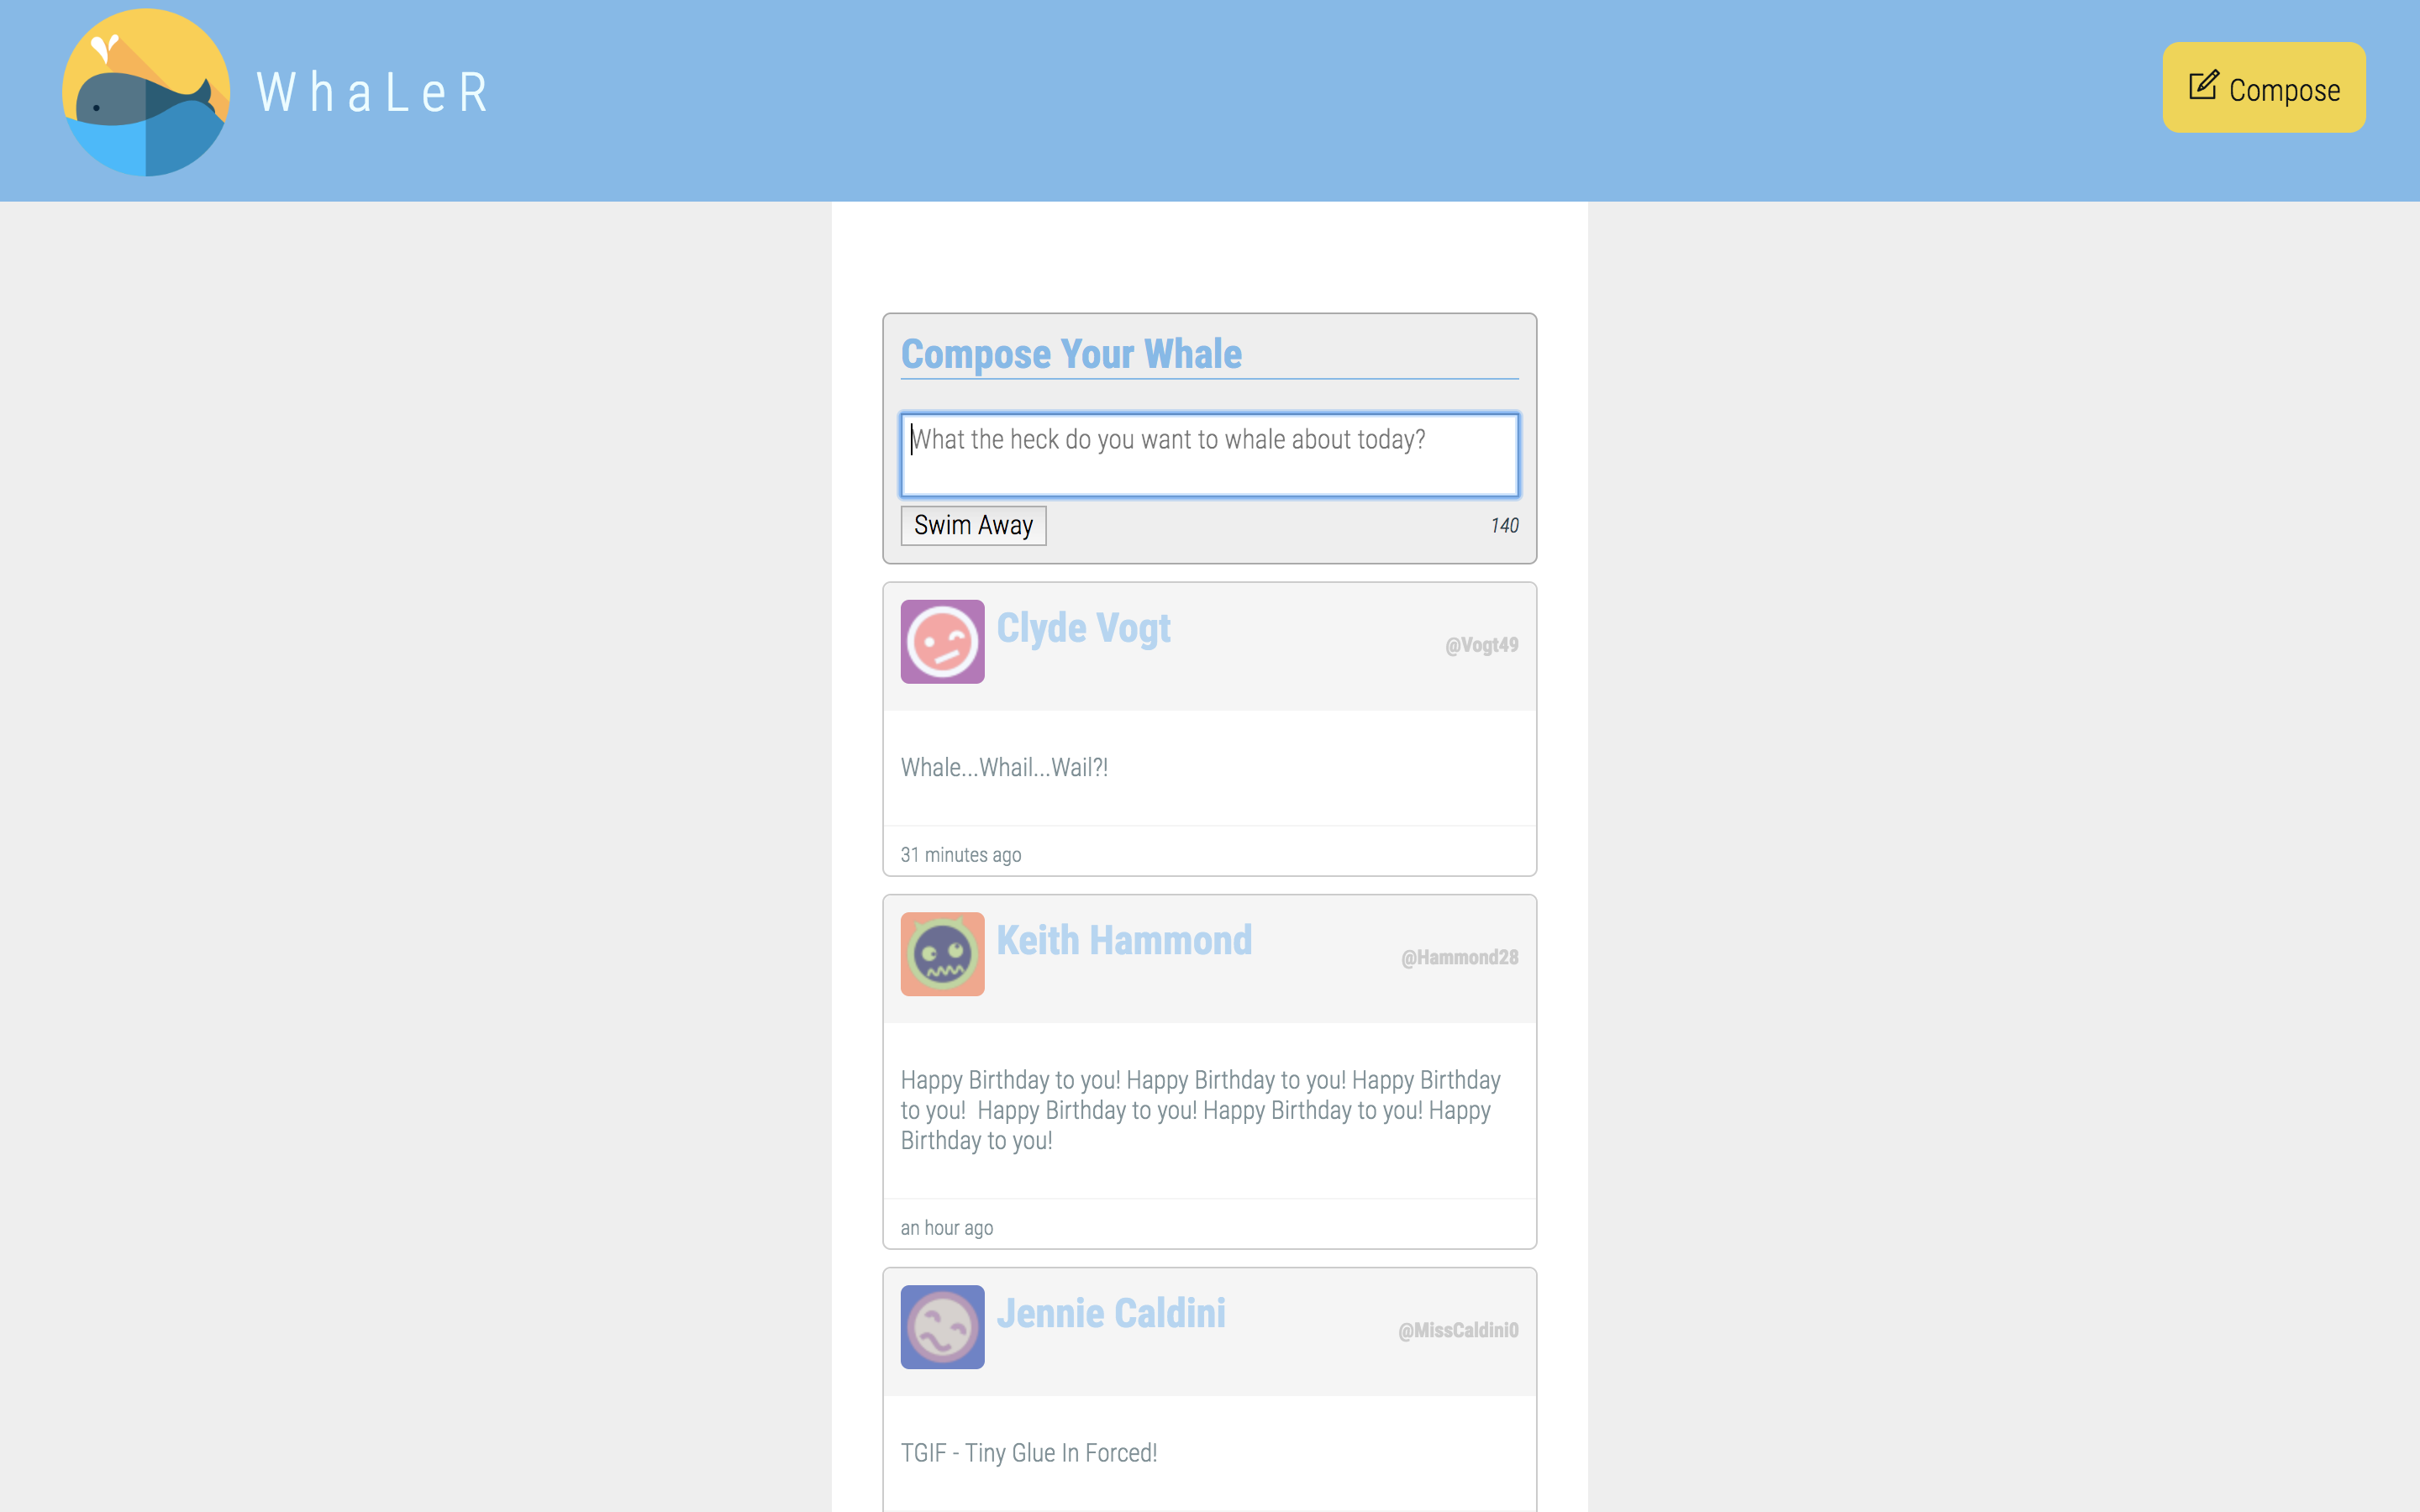 WhaLeR
Compose
Compose Your Whale
What the heck do you want to whale about today?
Swim Away
140
Clyde Vogt
@Vogt49
Whale...Whail...Wail?!
31 minutes ago
Keith Hammond
@Hammond28
Happy Birthday to you! Happy Birthday to you! Happy Birthday
to you!  Happy Birthday to you! Happy Birthday to you! Happy
Birthday to you!
an hour ago
Jennie Caldini
@MissCaldini0
TGIF - Tiny Glue In Forced!